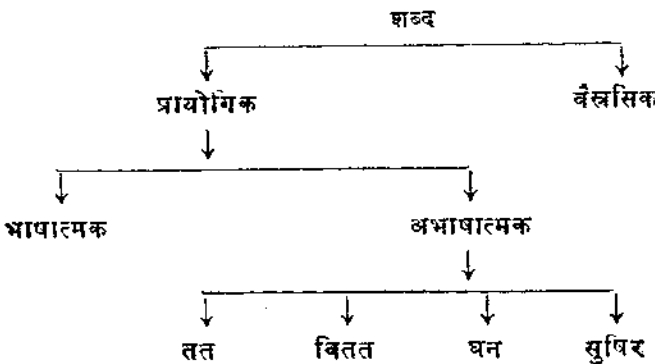 शब्द
प्रायोगिक वैस्रसिक
भाषात्मक अभाषात्मक
तत वितत घन सुषिर